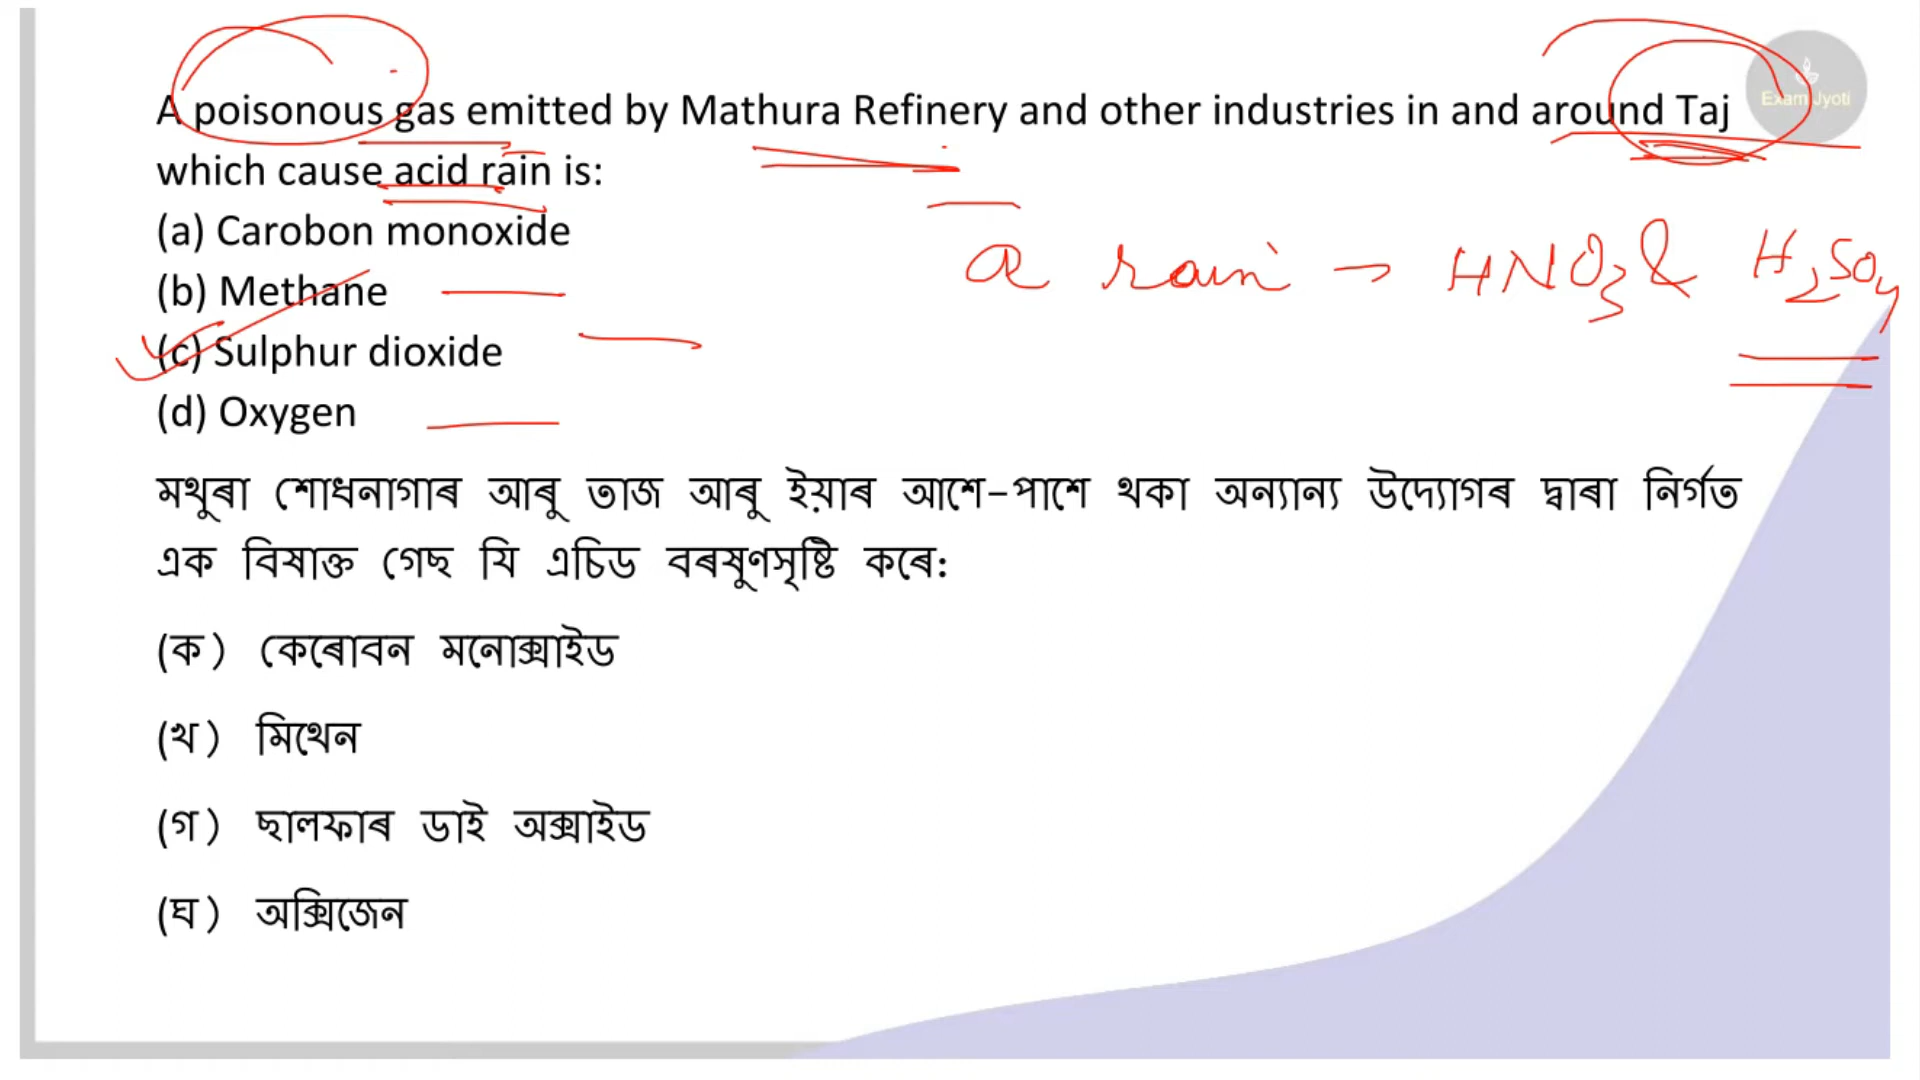 A poisonous gas emitted by Mathura Refinery and other industries in and around Taj
Exam Jyoti
which cause acid rain is:
(a) Carobon monoxide
a rain → HNO3 & H2SO4
(b) Methane
(c) Sulphur dioxide
(d) Oxygen
মথুৰা শোধনাগাৰ আৰু তাজ আৰু ইয়াৰ আশে-পাশে থকা অন্যান্য উদ্যোগৰ দ্বাৰা নিৰ্গত
এক বিষাক্ত গেছ যি এচিড বৰষুণসৃষ্টি কৰে:
(ক) কেৰোবন মনোক্সাইড
(খ) মিথেন
(গ) ছালফাৰ ডাই অক্সাইড
(ঘ) অক্সিজেন